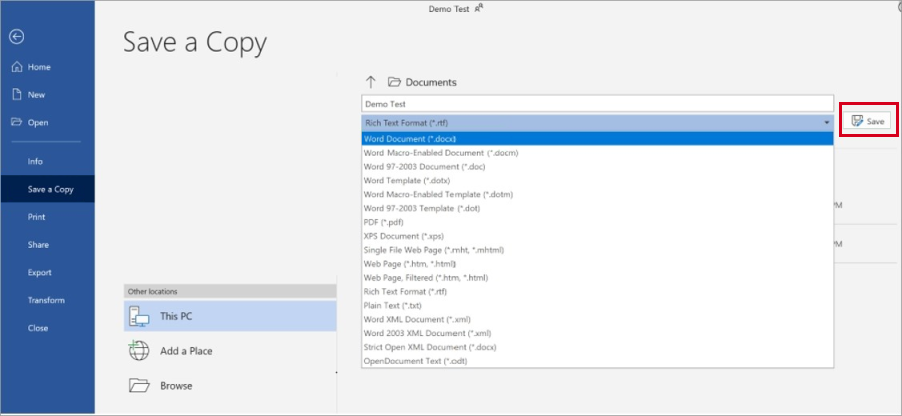 Demo Test
Save a Copy
Home
New
Open
Info
Save a Copy
Print
Share
Export
Transform
Close
Other locations
This PC
Add a Place
Browse
Documents
Demo Test
Rich Text Format (*.rtf)
Save
Word Document (*.docx)
Word Macro-Enabled Document (*.docm)
Word 97-2003 Document (*.doc)
Word Template (*.dotx)
Word Macro-Enabled Template (*.dotm)
Word 97-2003 Template (*.dot)
PDF (*.pdf)
XPS Document (*.xps)
Single File Web Page (*.mht, *.mhtml)
Web Page (*.htm, *.html)
Web Page, Filtered (*.htm, *.html)
Rich Text Format (*.rtf)
Plain Text (*.txt)
Word XML Document (*.xml)
Word 2003 XML Document (*.xml)
Strict Open XML Document (*.docx)
OpenDocument Text (*.odt)
PM
PM